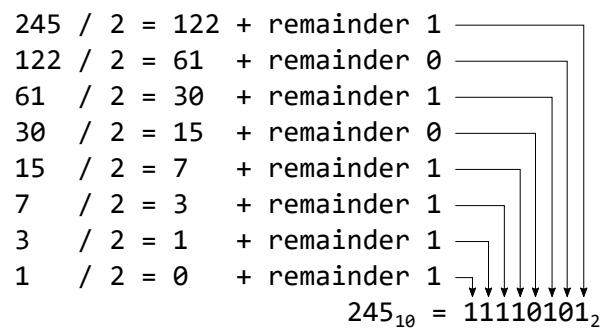 245 / 2 = 122 + remainder 1
122 / 2 = 61 + remainder 0
61 / 2 = 30 + remainder 1
30 / 2 = 15 + remainder 0
15 / 2 = 7 + remainder 1
7 / 2 = 3 + remainder 1
3 / 2 = 1 + remainder 1
1 / 2 = 0 + remainder 1
245₁₀ = 11110101₂